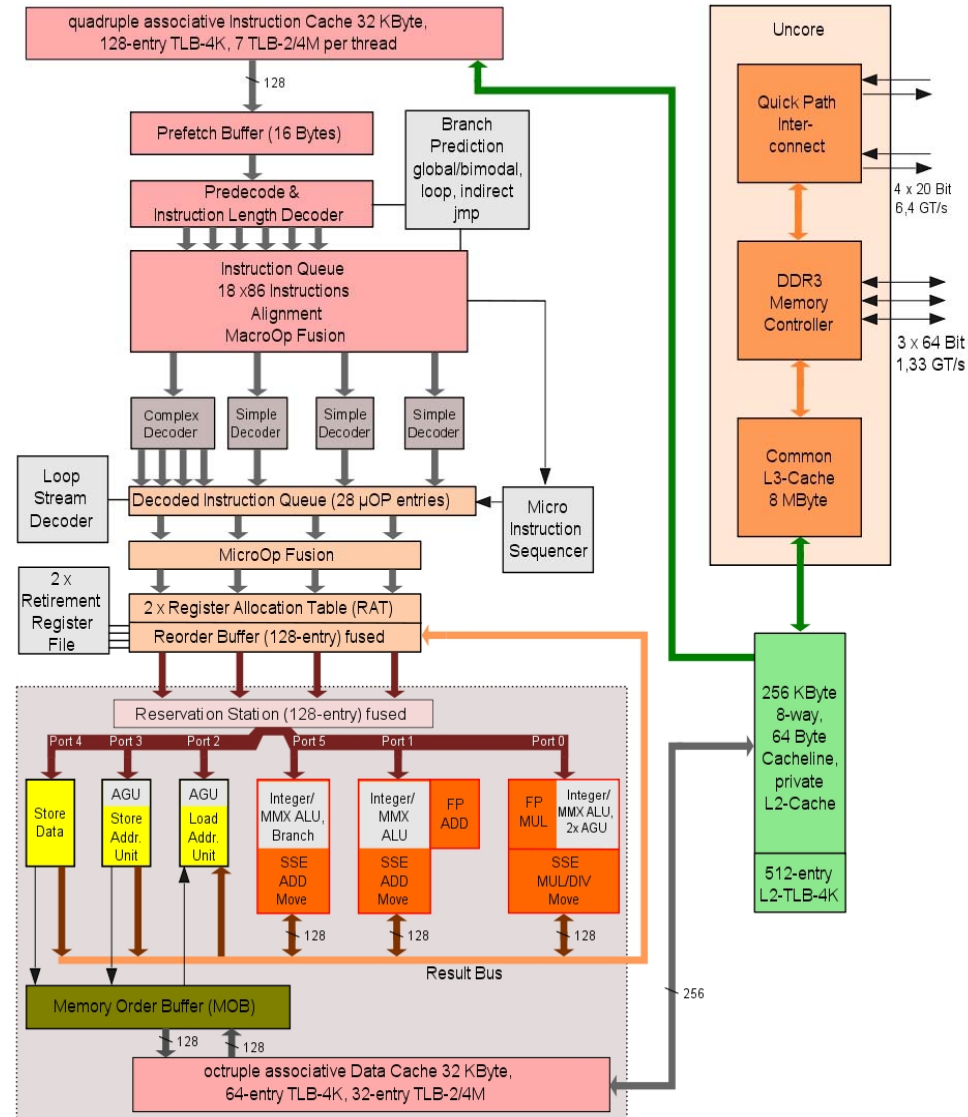 quadruple associative Instruction Cache 32 KByte,
128-entry TLB-4K, 7 TLB-2/4M per thread
128
Prefetch Buffer (16 Bytes)
Branch
Prediction
global/bimodal,
loop, indirect
jmp
Predecode &
Instruction Length Decoder
Instruction Queue
18 x86 Instructions
Alignment
MacroOp Fusion
Complex
Decoder
Simple
Decoder
Simple
Decoder
Simple
Decoder
Loop
Stream
Decoder
Decoded Instruction Queue (28 µOP entries)
Micro
Instruction
Sequencer
MicroOp Fusion
2 x
Retirement
Register
File
2 x Register Allocation Table (RAT)
Reorder Buffer (128-entry) fused
Reservation Station (128-entry) fused
Port 4
Port 3
Port 2
Port 5
Port 1
Port 0
Store
Data
AGU
Store
Addr.
Unit
AGU
Load
Addr.
Unit
Integer/
MMX ALU,
Branch
SSE
ADD
Move
Integer/
MMX
ALU
FP
ADD
SSE
ADD
Move
FP
MUL
Integer/
MMX ALU,
2x AGU
SSE
MUL/DIV
Move
128
128
128
Result Bus
Memory Order Buffer (MOB)
128
128
octruple associative Data Cache 32 KByte,
64-entry TLB-4K, 32-entry TLB-2/4M
256
Uncore
Quick Path
Inter-
connect
4 x 20 Bit
6,4 GT/s
DDR3
Memory
Controller
3 x 64 Bit
1,33 GT/s
Common
L3-Cache
8 MByte
256 KByte
8-way,
64 Byte
Cacheline,
private
L2-Cache
512-entry
L2-TLB-4K